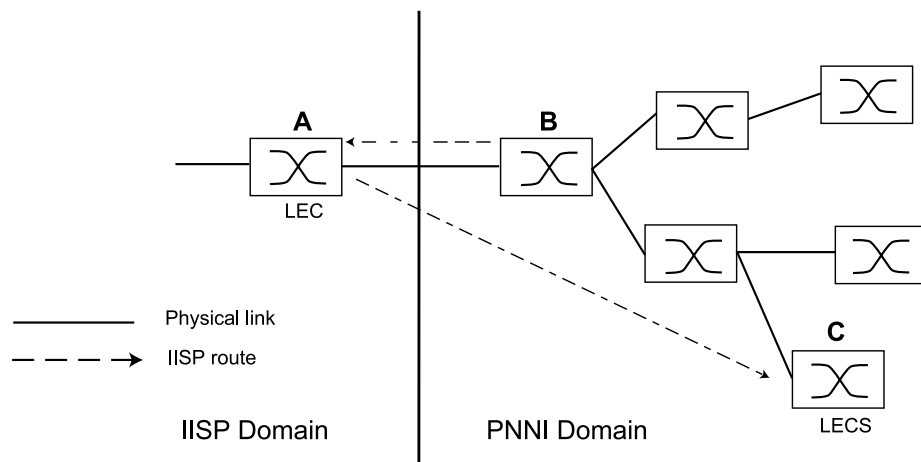 A
B
LEC
Physical link
IISP route
C
LECS
IISP Domain
PNNI Domain